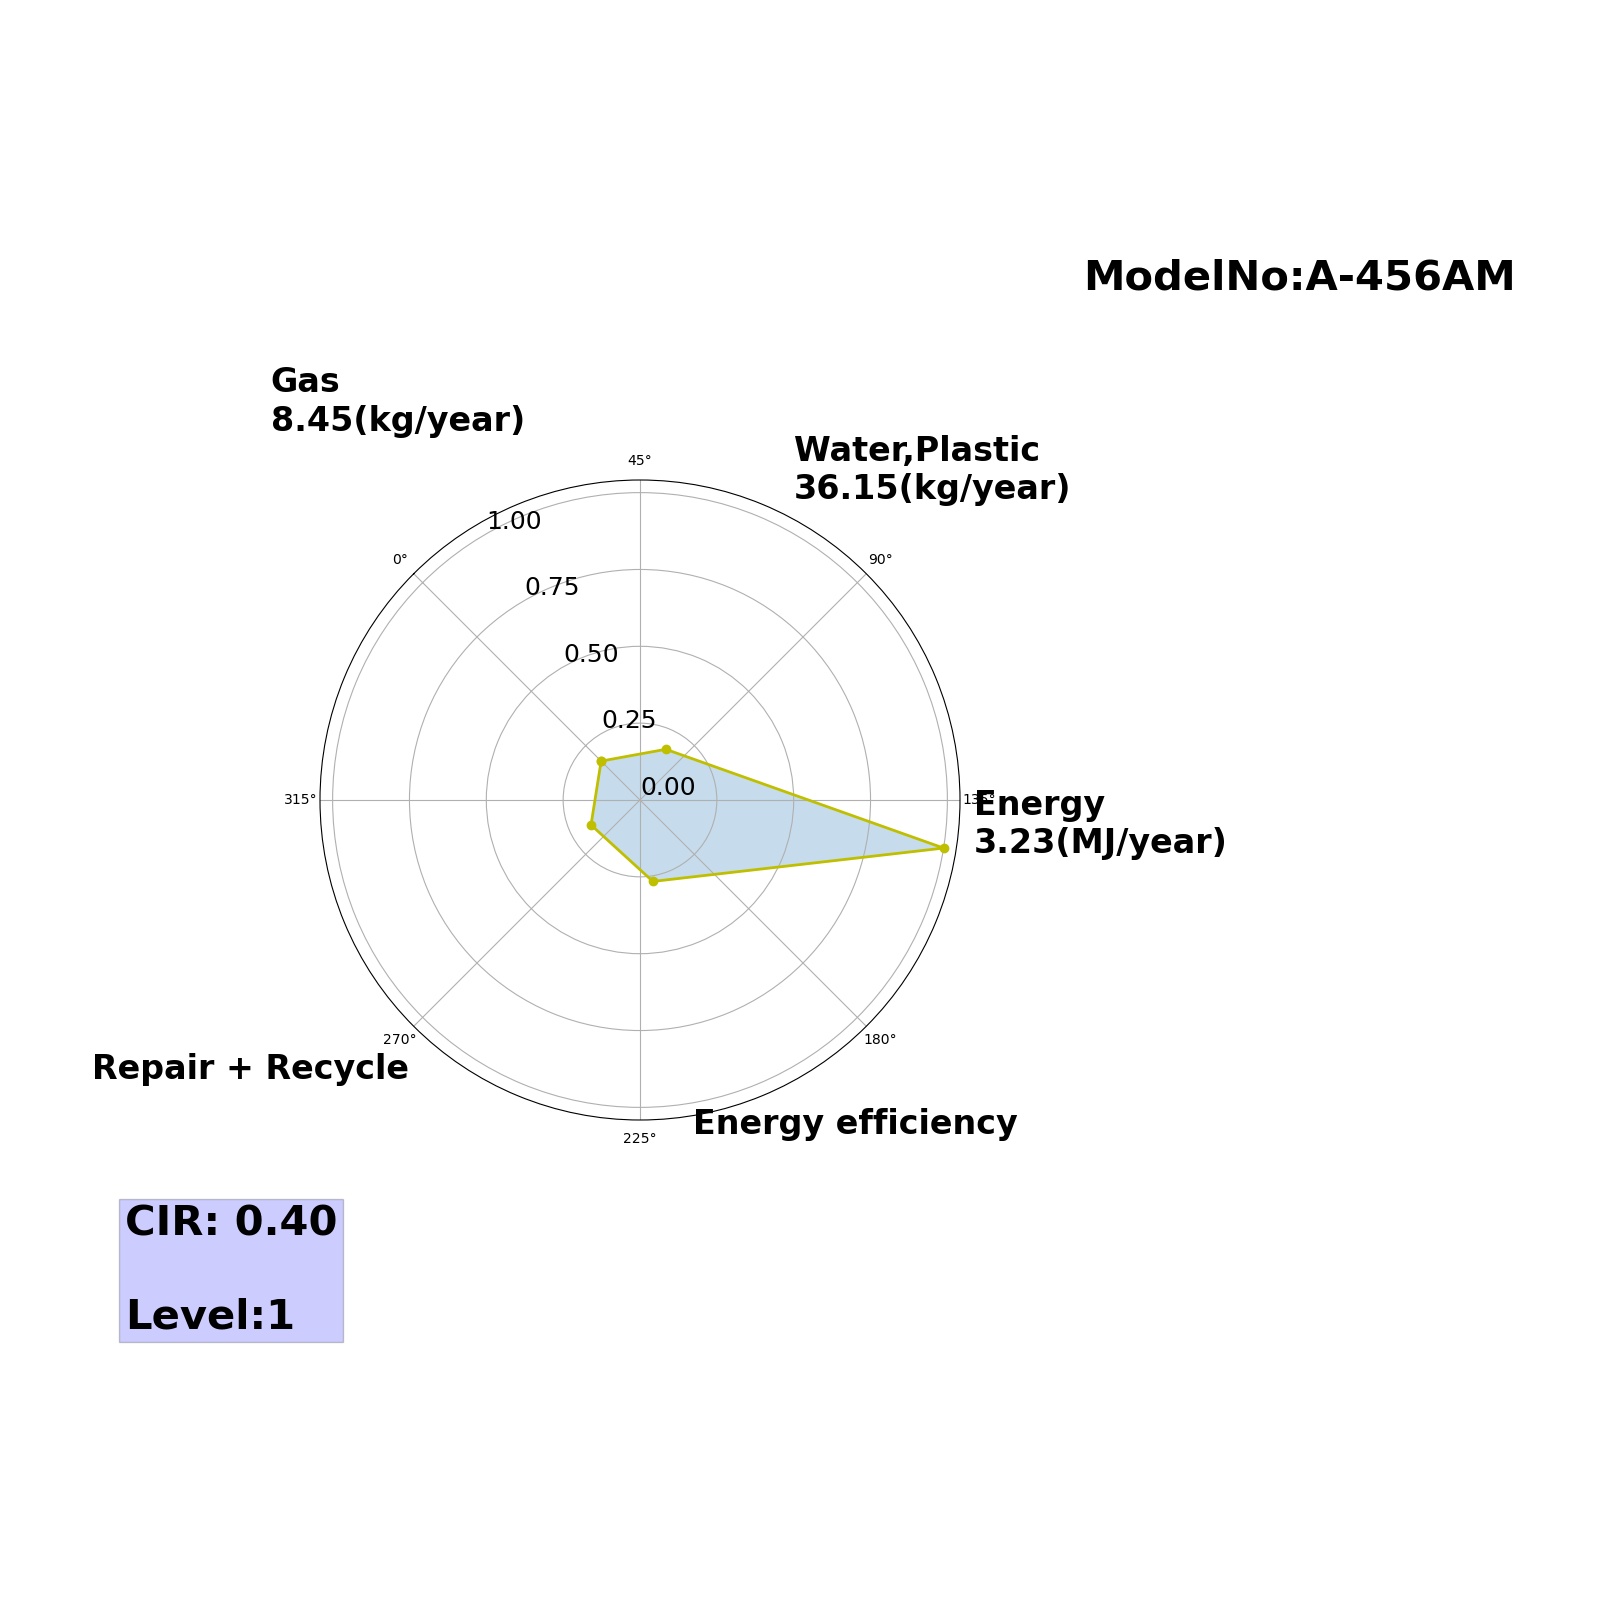 ModelNo:A-456AM
Gas
8.45(kg/year)
Water,Plastic
36.15(kg/year)
45°
1.00
0°
90°
0.75
0.50
0.25
0.00
315°
135°
Energy
3.23(MJ/year)
270°
180°
Repair + Recycle
Energy efficiency
225°
CIR: 0.40
Level:1